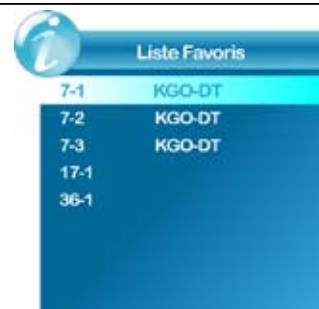 Liste Favoris
7-1 KGO-DT
7-2 KGO-DT
7-3 KGO-DT
17-1
36-1